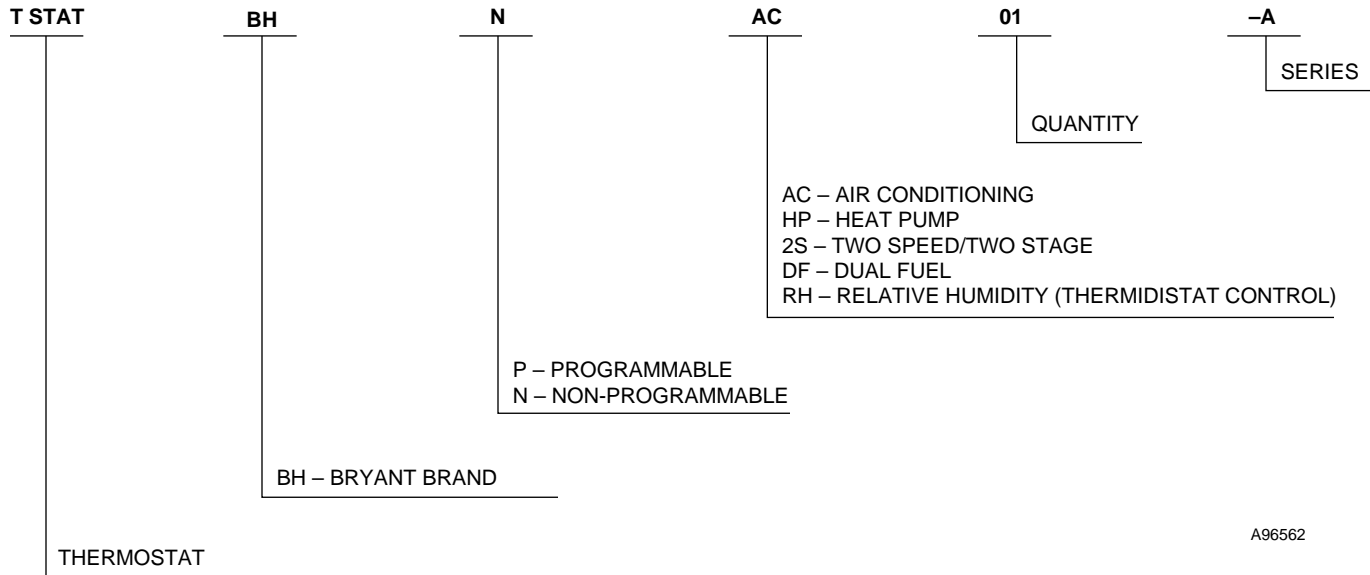 T STAT BH N AC 01 –A
SERIES
QUANTITY
AC – AIR CONDITIONING
HP – HEAT PUMP
2S – TWO SPEED/TWO STAGE
DF – DUAL FUEL
RH – RELATIVE HUMIDITY (THERMIDISTAT CONTROL)
P – PROGRAMMABLE
N – NON-PROGRAMMABLE
BH – BRYANT BRAND
A96562
THERMOSTAT